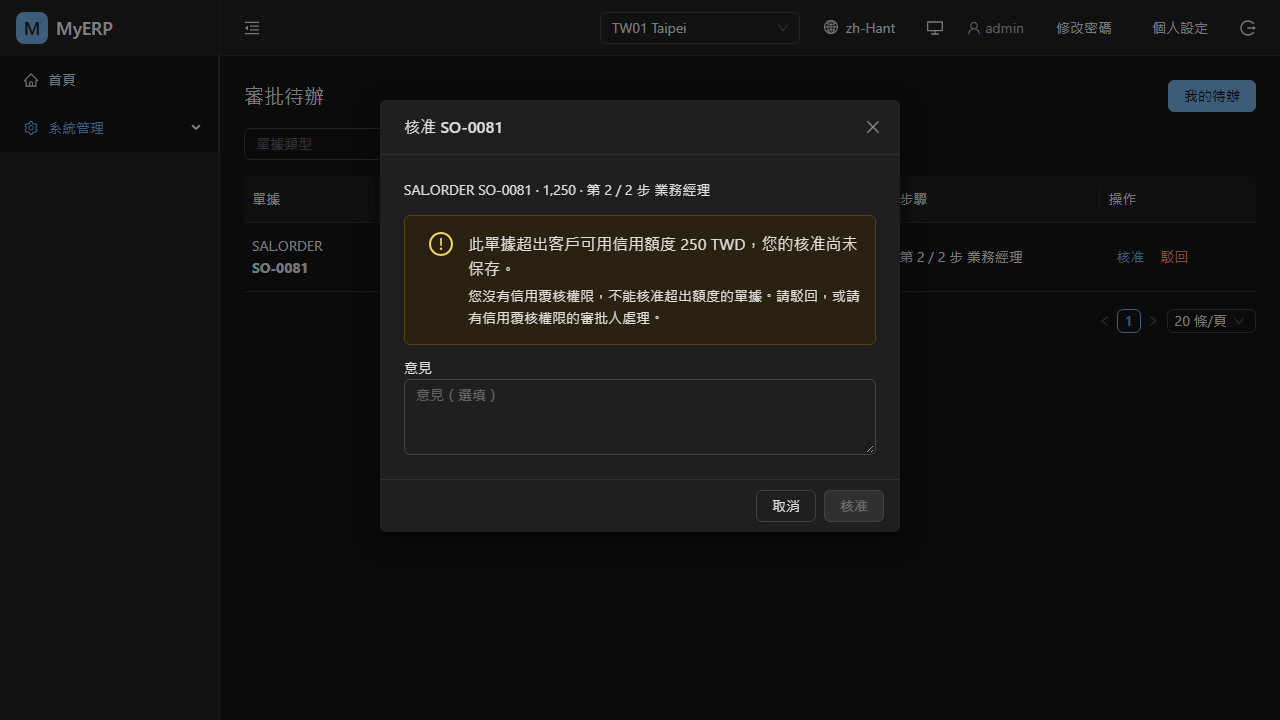 M MyERP
TW01 Taipei
zh-Hant
admin
修改密碼
個人設定
首頁
系統管理
審批待辦
我的待辦
單據類型
單據
步驟
操作
SAL.ORDER
SO-0081
第 2 / 2 步 業務經理
核准
駁回
1
20 條/頁
核准 SO-0081
SAL.ORDER SO-0081 · 1,250 · 第 2 / 2 步 業務經理
此單據超出客戶可用信用額度 250 TWD，您的核准尚未
保存。
您沒有信用覆核權限，不能核准超出額度的單據。請駁回，或請
有信用覆核權限的審批人處理。
意見
意見（選填）
取消
核准